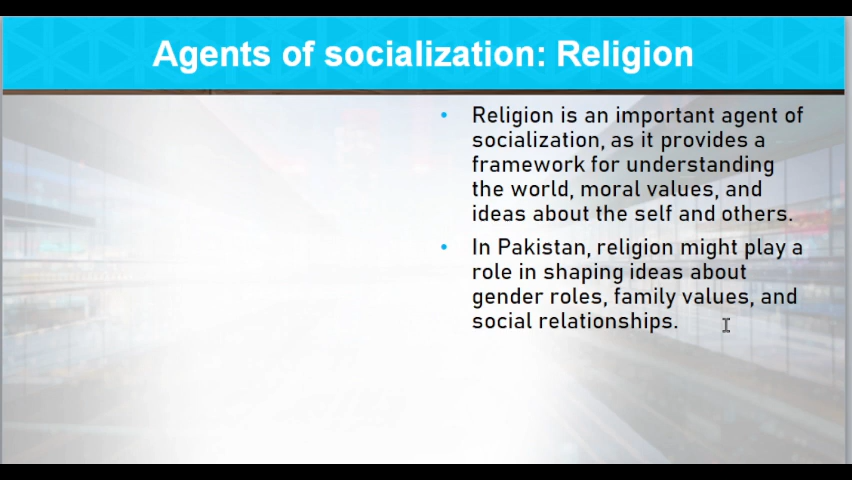 Agents of socialization: Religion
• Religion is an important agent of
socialization, as it provides a
framework for understanding
the world, moral values, and
ideas about the self and others.
• In Pakistan, religion might play a
role in shaping ideas about
gender roles, family values, and
social relationships.